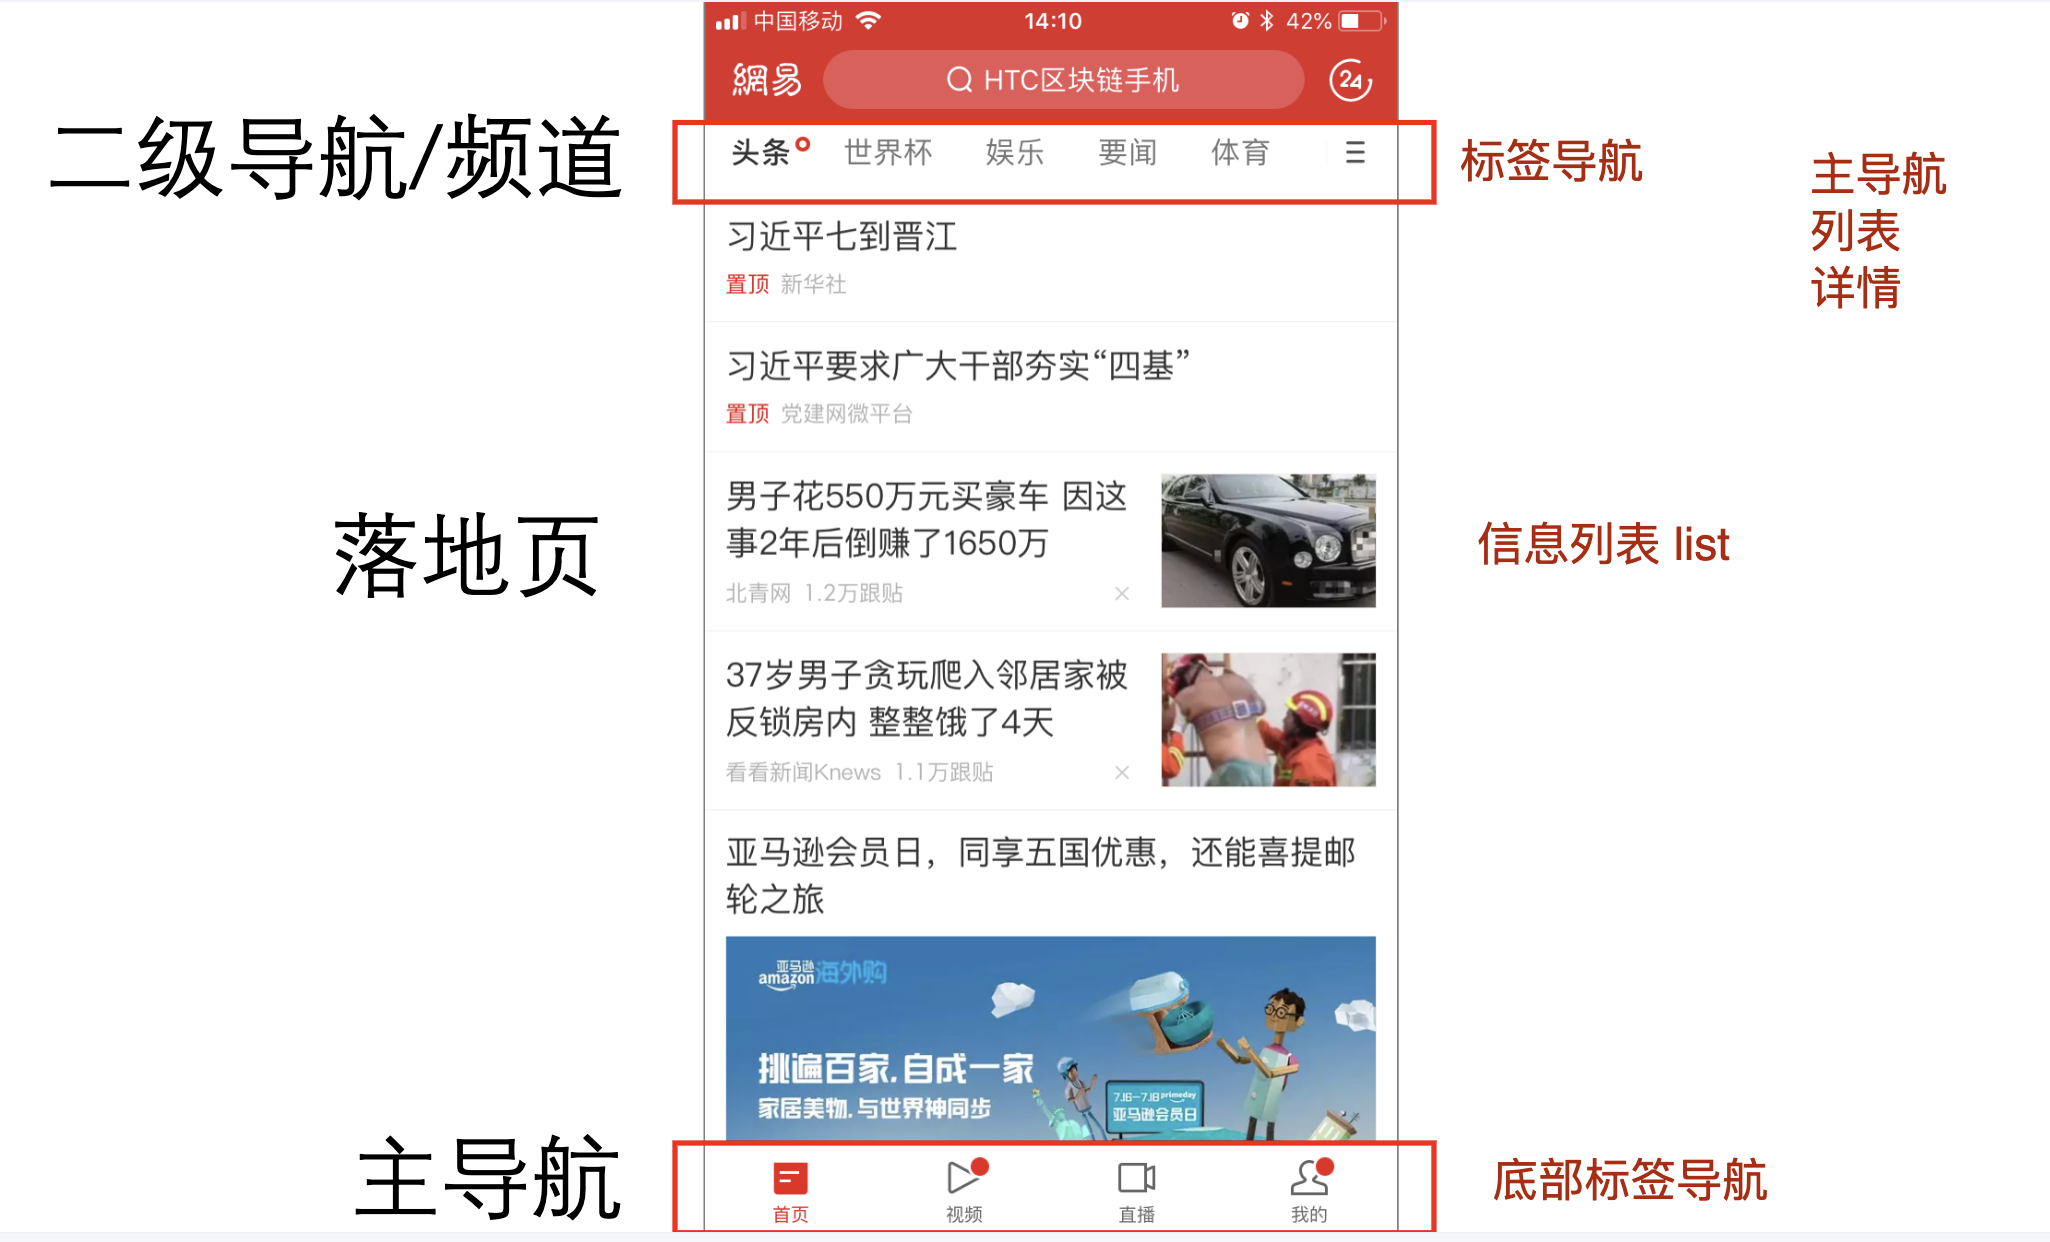 中国移动 14:10 42%
網易 HTC区块链手机 24
二级导航/频道
头条 世界杯 娱乐 要闻 体育
标签导航
主导航
列表
详情
习近平七到晋江
置顶 新华社
习近平要求广大干部夯实“四基”
置顶 党建网微平台
落地页
男子花550万元买豪车 因这
事2年后倒赚了1650万
北青网 1.2万跟贴
信息列表 list
37岁男子贪玩爬入邻居家被
反锁房内 整整饿了4天
看看新闻Knews 1.1万跟贴
亚马逊会员日，同享五国优惠，还能喜提邮
轮之旅
亚马逊
amazon海外购
挑遍百家.自成一家
家居美物.与世界神同步
7.16-7.18 primeday
亚马逊会员日
主导航
首页 视频 直播 我的
底部标签导航